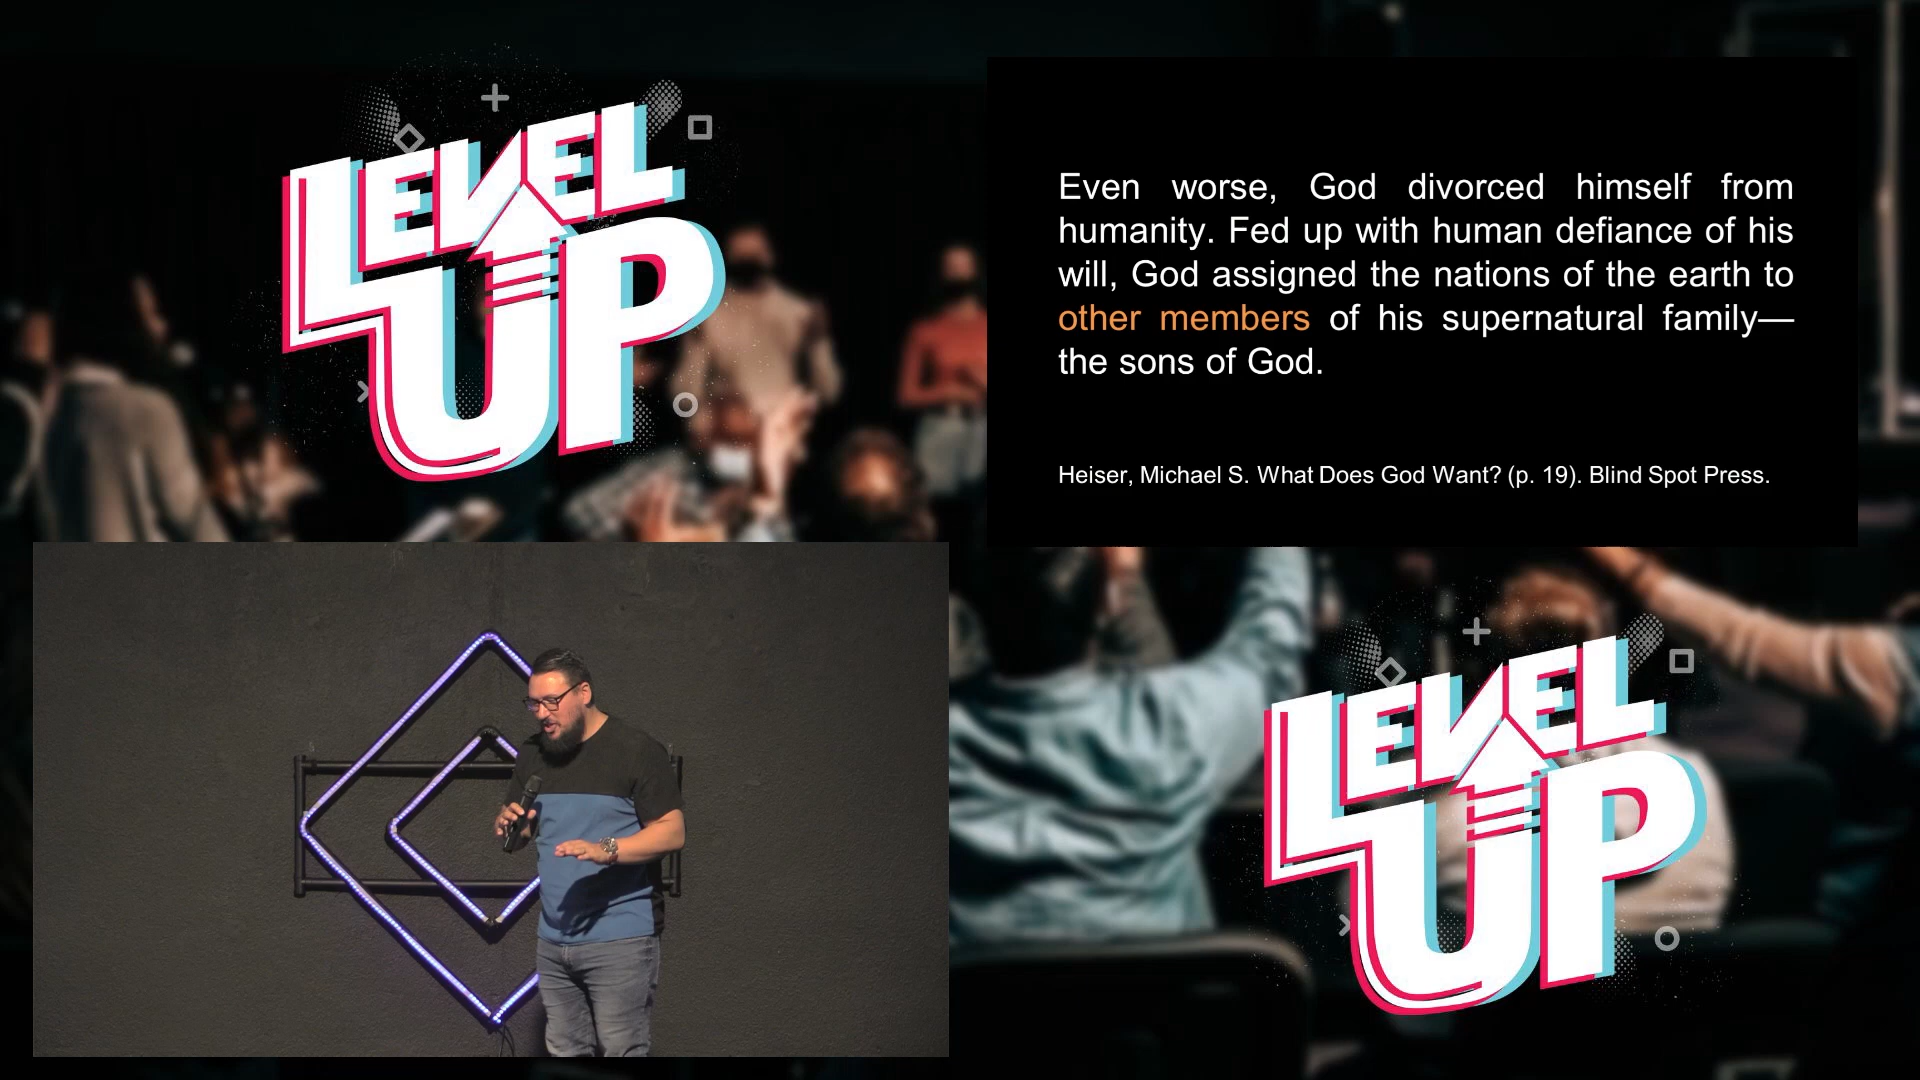 LEVEL
UP
Even worse, God divorced himself from
humanity. Fed up with human defiance of his
will, God assigned the nations of the earth to
other members of his supernatural family—
the sons of God.
Heiser, Michael S. What Does God Want? (p. 19). Blind Spot Press.
LEVEL
UP